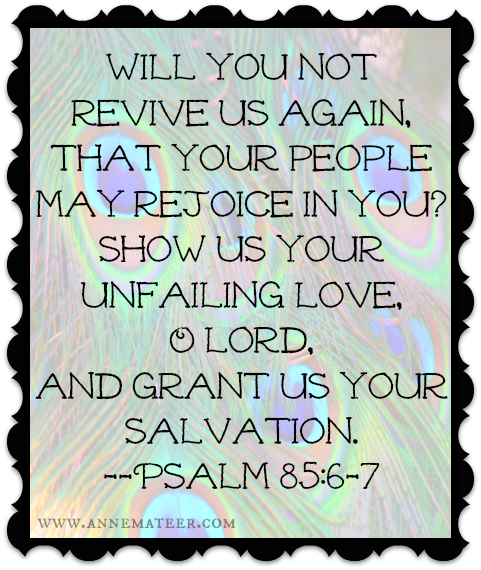 WILL YOU NOT
REVIVE US AGAIN,
THAT YOUR PEOPLE
MAY REJOICE IN YOU?
SHOW US YOUR
UNFAILING LOVE,
O LORD,
AND GRANT US YOUR
SALVATION.
--PSALM 85:6-7
WWW.ANNEMATEER.COM